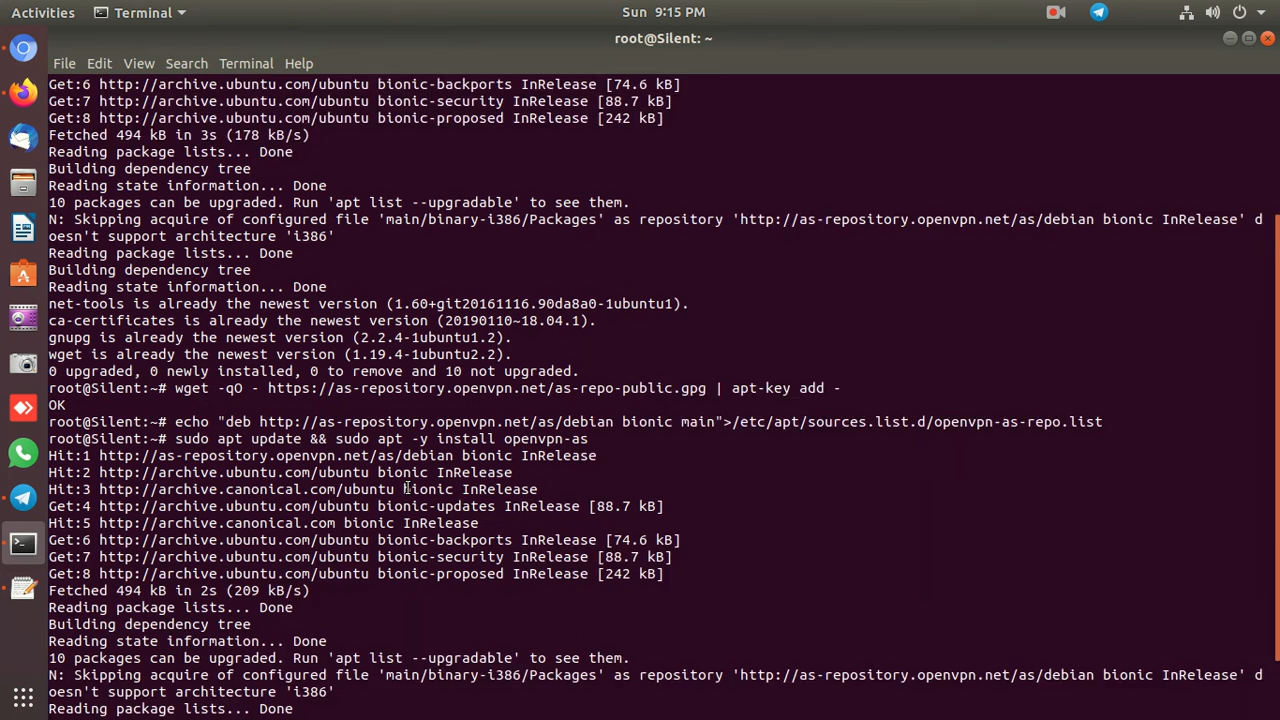 Activities
Terminal
Sun 9:15 PM
root@Silent: ~
File Edit View Search Terminal Help
Get:6 http://archive.ubuntu.com/ubuntu bionic-backports InRelease [74.6 kB]
Get:7 http://archive.ubuntu.com/ubuntu bionic-security InRelease [88.7 kB]
Get:8 http://archive.ubuntu.com/ubuntu bionic-proposed InRelease [242 kB]
Fetched 494 kB in 3s (178 kB/s)
Reading package lists... Done
Building dependency tree
Reading state information... Done
10 packages can be upgraded. Run 'apt list --upgradable' to see them.
N: Skipping acquire of configured file 'main/binary-i386/Packages' as repository 'http://as-repository.openvpn.net/as/debian bionic InRelease' d
oesn't support architecture 'i386'
Reading package lists... Done
Building dependency tree
Reading state information... Done
net-tools is already the newest version (1.60+git20161116.90da8a0-1ubuntu1).
ca-certificates is already the newest version (20190110~18.04.1).
gnupg is already the newest version (2.2.4-1ubuntu1.2).
wget is already the newest version (1.19.4-1ubuntu2.2).
0 upgraded, 0 newly installed, 0 to remove and 10 not upgraded.
root@Silent:~# wget -qO - https://as-repository.openvpn.net/as-repo-public.gpg | apt-key add -
OK
root@Silent:~# echo "deb http://as-repository.openvpn.net/as/debian bionic main">/etc/apt/sources.list.d/openvpn-as-repo.list
root@Silent:~# sudo apt update && sudo apt -y install openvpn-as
Hit:1 http://as-repository.openvpn.net/as/debian bionic InRelease
Hit:2 http://archive.ubuntu.com/ubuntu bionic InRelease
Hit:3 http://archive.canonical.com/ubuntu bionic InRelease
Get:4 http://archive.ubuntu.com/ubuntu bionic-updates InRelease [88.7 kB]
Hit:5 http://archive.canonical.com bionic InRelease
Get:6 http://archive.ubuntu.com/ubuntu bionic-backports InRelease [74.6 kB]
Get:7 http://archive.ubuntu.com/ubuntu bionic-security InRelease [88.7 kB]
Get:8 http://archive.ubuntu.com/ubuntu bionic-proposed InRelease [242 kB]
Fetched 494 kB in 2s (209 kB/s)
Reading package lists... Done
Building dependency tree
Reading state information... Done
10 packages can be upgraded. Run 'apt list --upgradable' to see them.
N: Skipping acquire of configured file 'main/binary-i386/Packages' as repository 'http://as-repository.openvpn.net/as/debian bionic InRelease' d
oesn't support architecture 'i386'
Reading package lists... Done